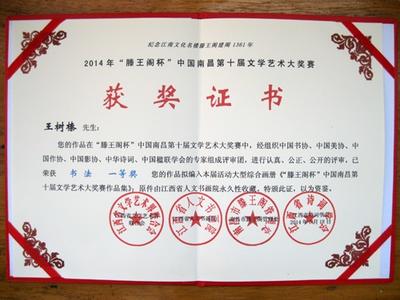 纪念江南文化名楼滕王阁建阁1361年
2014年“滕王阁杯”中国南昌第十届文学艺术大奖赛
获奖证书
王树榛 先生:
您的作品在“滕王阁杯”中国南昌第十届文学艺术大奖赛中,经组织中国书协、中国美协、中
国作协、中国影协、中华诗词、中国楹联学会的专家组成评审团,进行认真、公正、公开的评审,已
荣获 书法 一等奖 您的作品拟编入本届活动大型综合画册《“滕王阁杯”中国南昌第
十届文学艺术大奖赛作品集》,原件由江西省人文书画院永久性收藏。特颁此证,以为资鉴。